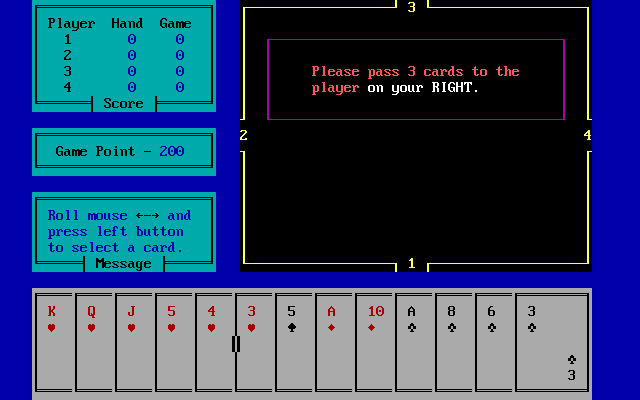 Player Hand Game
1 0 0
2 0 0
3 0 0
4 0 0
Score
Game Point - 200
Roll mouse ←→ and
press left button
to select a card.
Message
3
Please pass 3 cards to the
player on your RIGHT.
2 4
1
K Q J 5 4 3 5 A 10 A 8 6 3
♥ ♥ ♥ ♥ ♥ ♥ ♠ ♦ ♦ ♣ ♣ ♣ ♣
♣
3